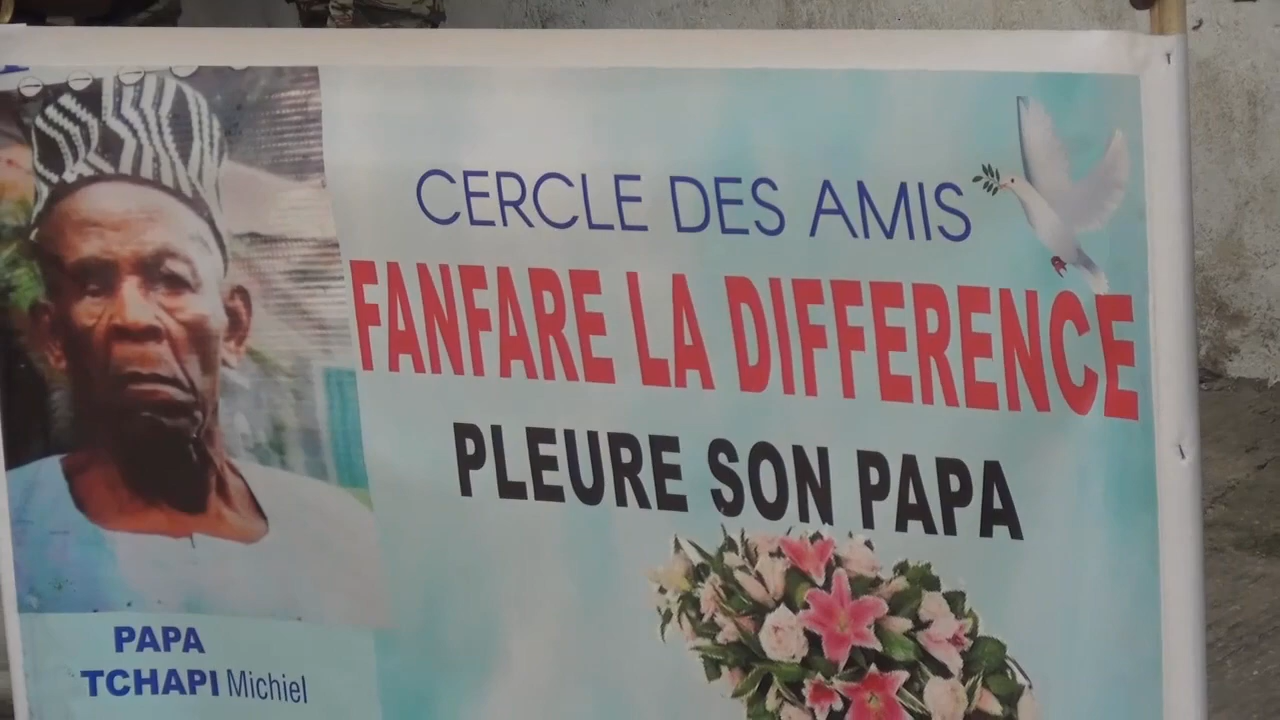 CERCLE DES AMIS
FANFARE LA DIFFERENCE
PLEURE SON PAPA
PAPA
TCHAPI Michiel